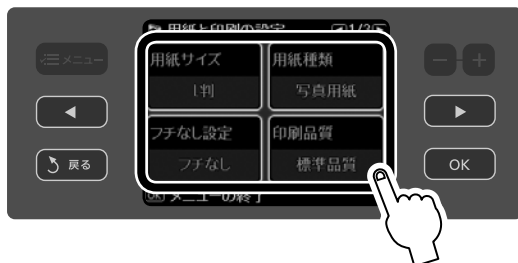 用紙と印刷の設定 1/2
メニュー
用紙サイズ 用紙種類
L判 写真用紙
フチなし設定 印刷品質
フチなし 標準品質
戻る OK
OK メニューの終了